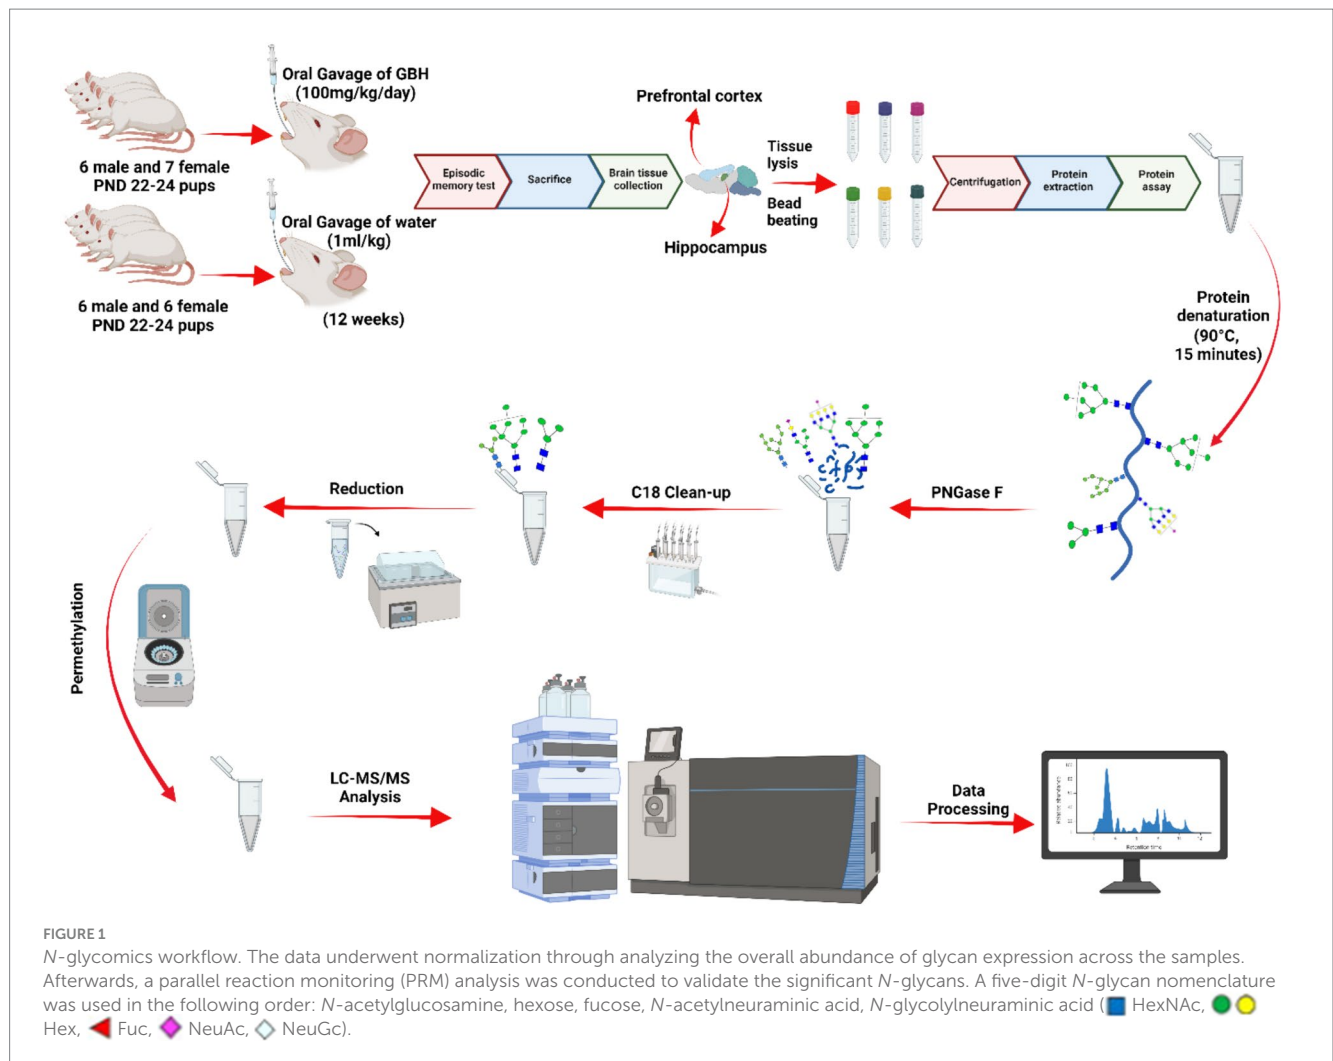 Oral Gavage of GBH
(100mg/kg/day)
6 male and 7 female
PND 22-24 pups
Oral Gavage of water
(1ml/kg)
6 male and 6 female
PND 22-24 pups
(12 weeks)
Episodic
memory test
Sacrifice
Brain tissue
collection
Prefrontal cortex
Hippocampus
Tissue
lysis
Bead
beating
Centrifugation
Protein
extraction
Protein
assay
Protein
denaturation
(90°C,
15 minutes)
PNGase F
C18 Clean-up
Reduction
Permethylation
LC-MS/MS
Analysis
Data
Processing
Relative abundance
Retention time
FIGURE 1
N-glycomics workflow. The data underwent normalization through analyzing the overall abundance of glycan expression across the samples.
Afterwards, a parallel reaction monitoring (PRM) analysis was conducted to validate the significant N-glycans. A five-digit N-glycan nomenclature
was used in the following order: N-acetylglucosamine, hexose, fucose, N-acetylneuraminic acid, N-glycolylneuraminic acid ( HexNAc,
Hex, Fuc, NeuAc, NeuGc).